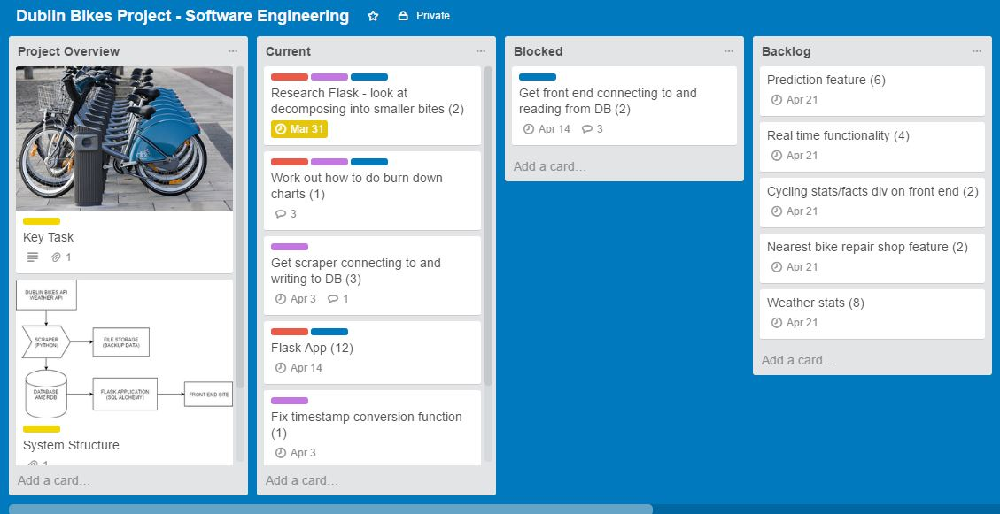 Dublin Bikes Project - Software Engineering
Private
Project Overview
Key Task
1
DUBLIN BIKES API
WEATHER API
SCRAPER
(PYTHON)
FILE STORAGE
(BACKUP DATA)
DATABASE
AMZ RDB
FLASK APPLICATION
(SQL ALCHEMY)
FRONT END SITE
System Structure
1
Add a card...
Current
Research Flask - look at
decomposing into smaller bites (2)
Mar 31
Work out how to do burn down
charts (1)
3
Get scraper connecting to and
writing to DB (3)
Apr 3
1
Flask App (12)
Apr 14
Fix timestamp conversion function
(1)
Apr 3
Add a card...
Blocked
Get front end connecting to and
reading from DB (2)
Apr 14
3
Add a card...
Backlog
Prediction feature (6)
Apr 21
Real time functionality (4)
Apr 21
Cycling stats/facts div on front end (2)
Apr 21
Nearest bike repair shop feature (2)
Apr 21
Weather stats (8)
Apr 21
Add a card...